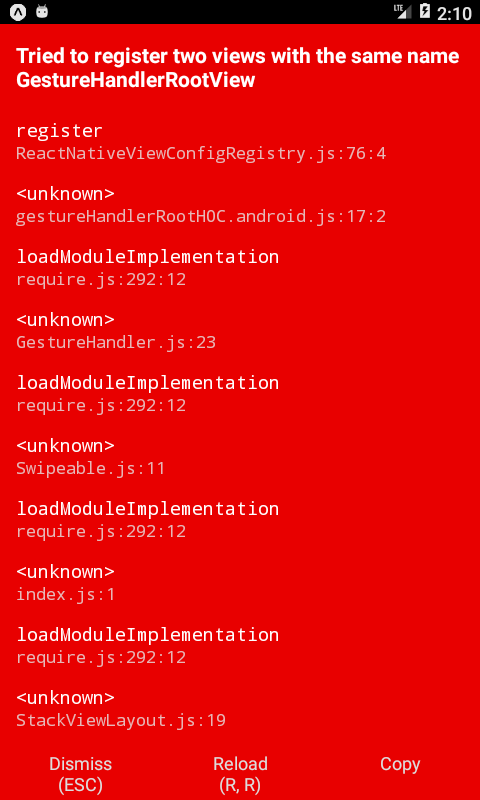 LTE 2:10
Tried to register two views with the same name
GestureHandlerRootView
register
ReactNativeViewConfigRegistry.js:76:4
<unknown>
gestureHandlerRootHOC.android.js:17:2
loadModuleImplementation
require.js:292:12
<unknown>
GestureHandler.js:23
loadModuleImplementation
require.js:292:12
<unknown>
Swipeable.js:11
loadModuleImplementation
require.js:292:12
<unknown>
index.js:1
loadModuleImplementation
require.js:292:12
<unknown>
StackViewLayout.js:19
Dismiss Reload Copy
(ESC) (R, R)